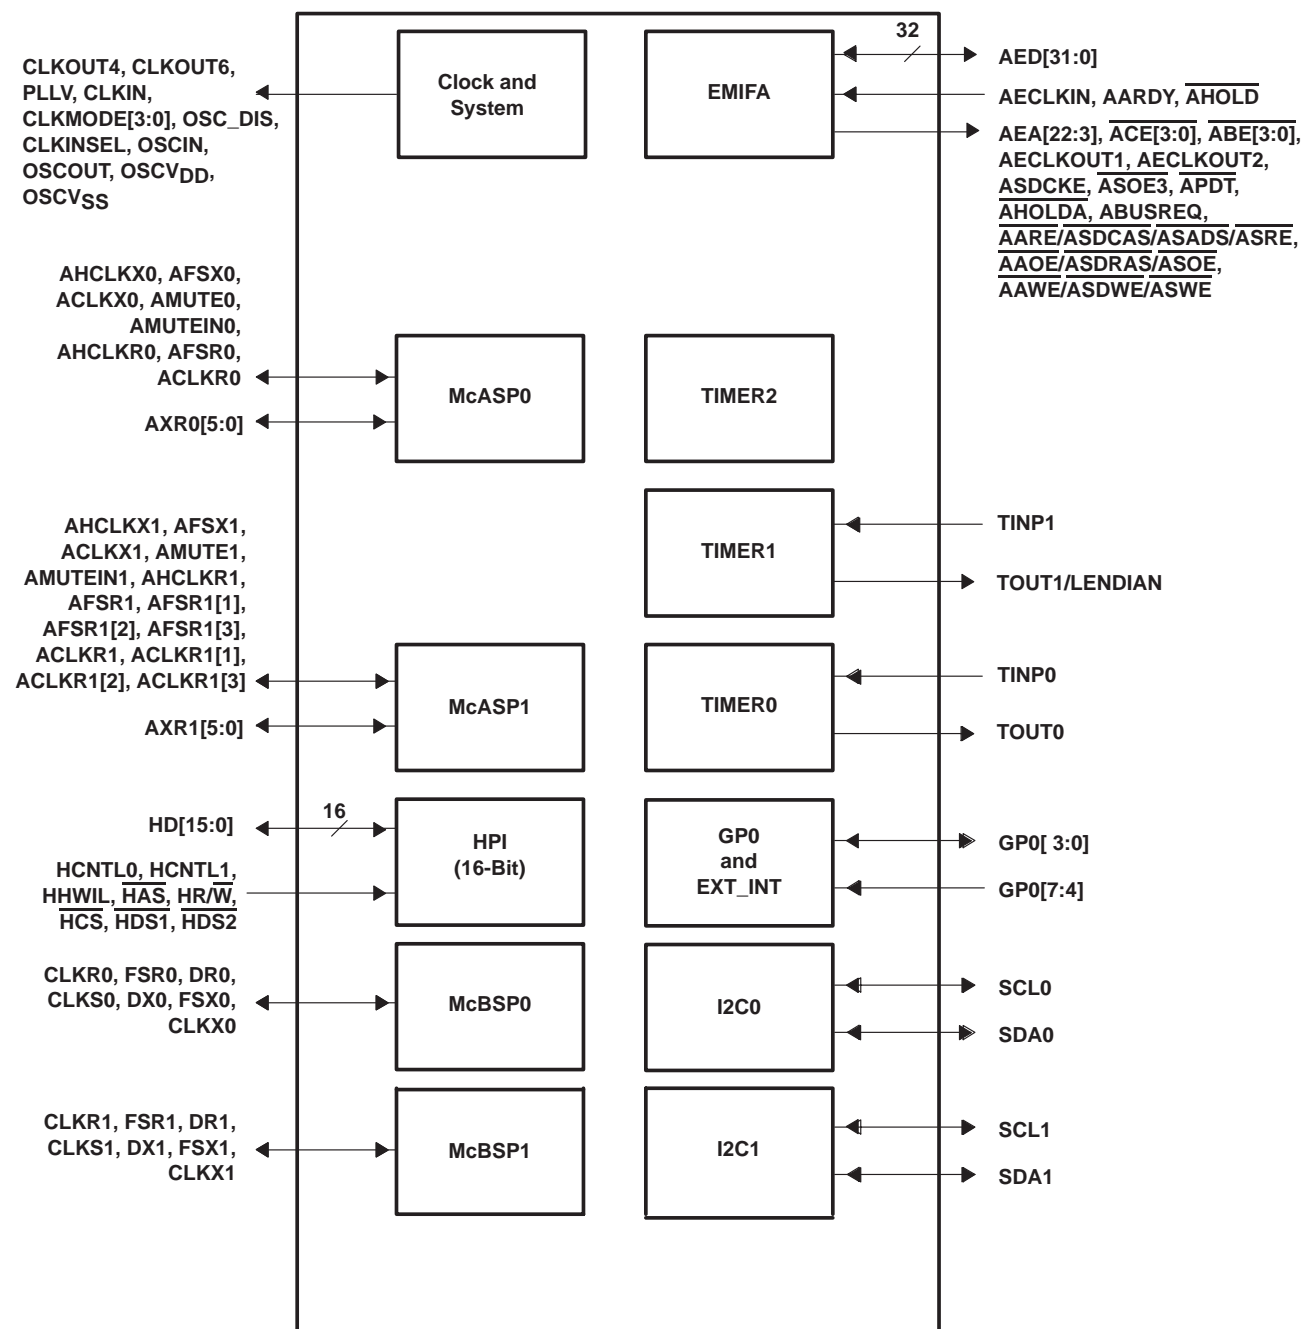 CLKOUT4, CLKOUT6,
PLLV, CLKIN,
CLKMODE[3:0], OSC_DIS,
CLKINSEL, OSCIN,
OSCOUT, OSCVDD,
OSCVSS
Clock and
System
EMIFA
32
AED[31:0]
AECLKIN, AARDY, AHOLD
AEA[22:3], ACE[3:0], ABE[3:0],
AECLKOUT1, AECLKOUT2,
ASDCKE, ASOE3, APDT,
AHOLDA, ABUSREQ,
AARE/ASDCAS/ASADS/ASRE,
AAOE/ASDRAS/ASOE,
AAWE/ASDWE/ASWE
AHCLKX0, AFSX0,
ACLKX0, AMUTE0,
AMUTEIN0,
AHCLKR0, AFSR0,
ACLKR0
AXR0[5:0]
McASP0
TIMER2
TIMER1
TINP1
TOUT1/LENDIAN
AHCLKX1, AFSX1,
ACLKX1, AMUTE1,
AMUTEIN1, AHCLKR1,
AFSR1, AFSR1[1],
AFSR1[2], AFSR1[3],
ACLKR1, ACLKR1[1],
ACLKR1[2], ACLKR1[3]
AXR1[5:0]
McASP1
TIMER0
TINP0
TOUT0
HD[15:0]
16
HCNTL0, HCNTL1,
HHWIL, HAS, HR/W,
HCS, HDS1, HDS2
HPI
(16-Bit)
GP0
and
EXT_INT
GP0[ 3:0]
GP0[7:4]
CLKR0, FSR0, DR0,
CLKS0, DX0, FSX0,
CLKX0
McBSP0
I2C0
SCL0
SDA0
CLKR1, FSR1, DR1,
CLKS1, DX1, FSX1,
CLKX1
McBSP1
I2C1
SCL1
SDA1